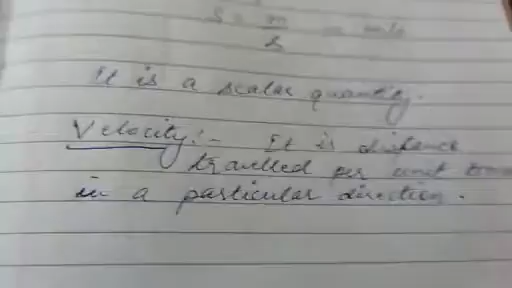 S = m/s = m/s
It is a scalar quantity.
Velocity:- It is distance
travelled per unit time
in a particular direction.